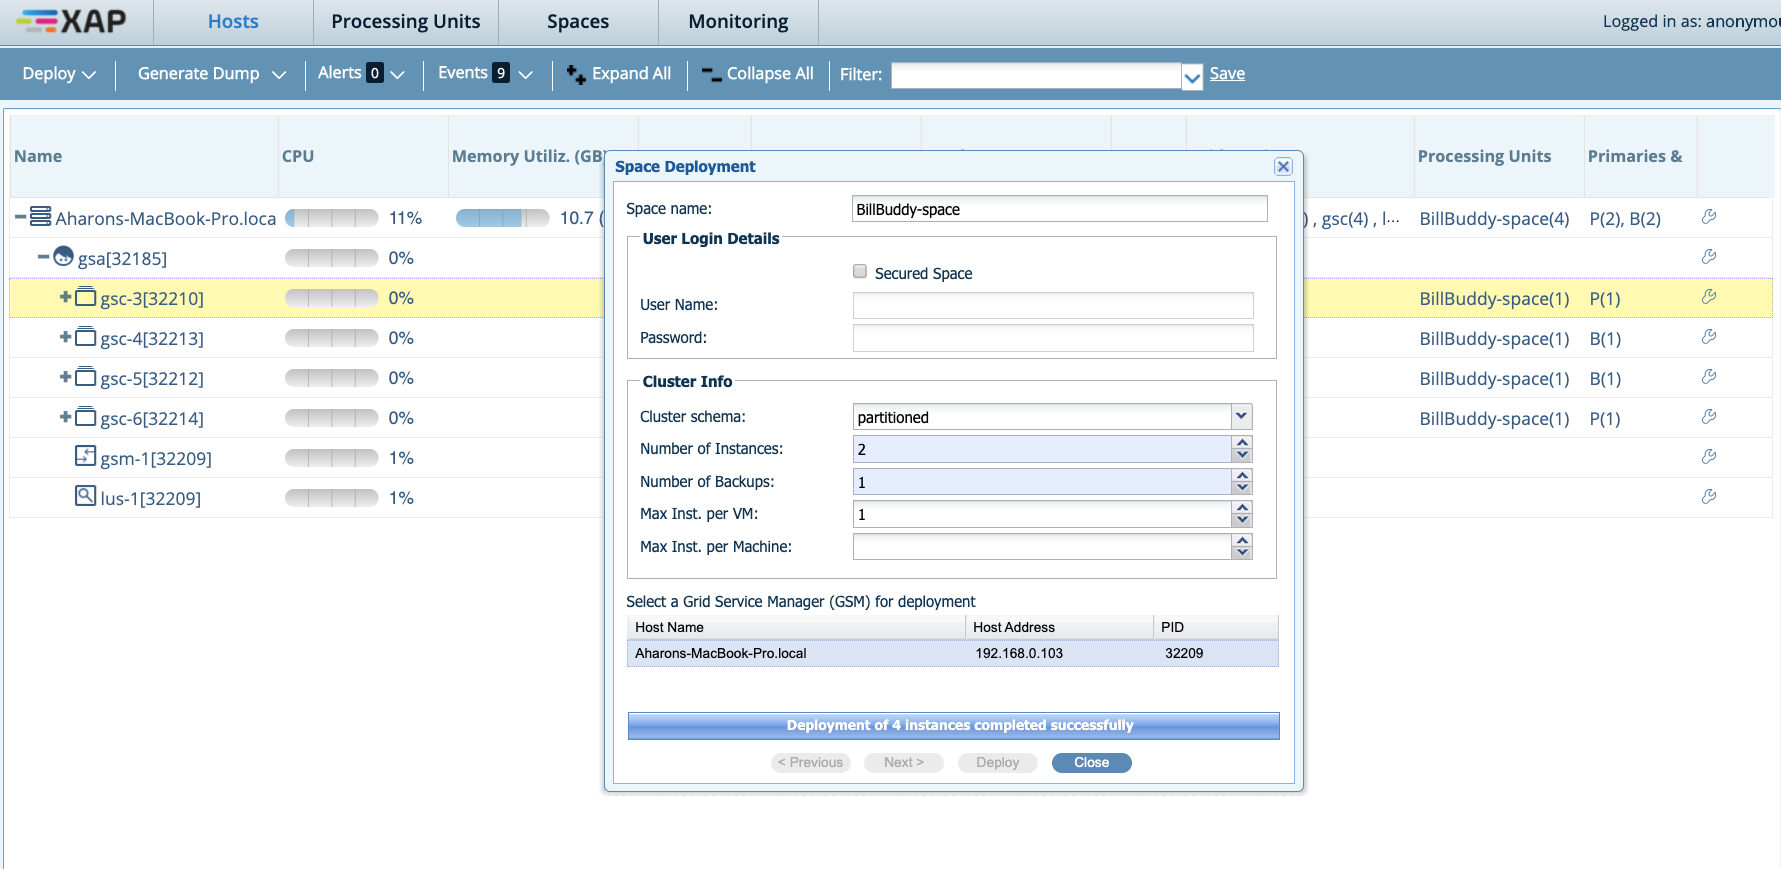 XAP Hosts Processing Units Spaces Monitoring Logged in as: anonymou
Deploy Generate Dump Alerts 0 Events 9 Expand All Collapse All Filter: Save
Name CPU Memory Utiliz. (GB) Processing Units Primaries &
Aharons-MacBook-Pro.loca 11% 10.7 ( ) , gsc(4) , l... BillBuddy-space(4) P(2), B(2)
gsa[32185] 0%
gsc-3[32210] 0% BillBuddy-space(1) P(1)
gsc-4[32213] 0% BillBuddy-space(1) B(1)
gsc-5[32212] 0% BillBuddy-space(1) B(1)
gsc-6[32214] 0% BillBuddy-space(1) P(1)
gsm-1[32209] 1%
lus-1[32209] 1%
Space Deployment
Space name: BillBuddy-space
User Login Details
Secured Space
User Name:
Password:
Cluster Info
Cluster schema: partitioned
Number of Instances: 2
Number of Backups: 1
Max Inst. per VM: 1
Max Inst. per Machine:
Select a Grid Service Manager (GSM) for deployment
Host Name Host Address PID
Aharons-MacBook-Pro.local 192.168.0.103 32209
Deployment of 4 instances completed successfully
< Previous Next > Deploy Close